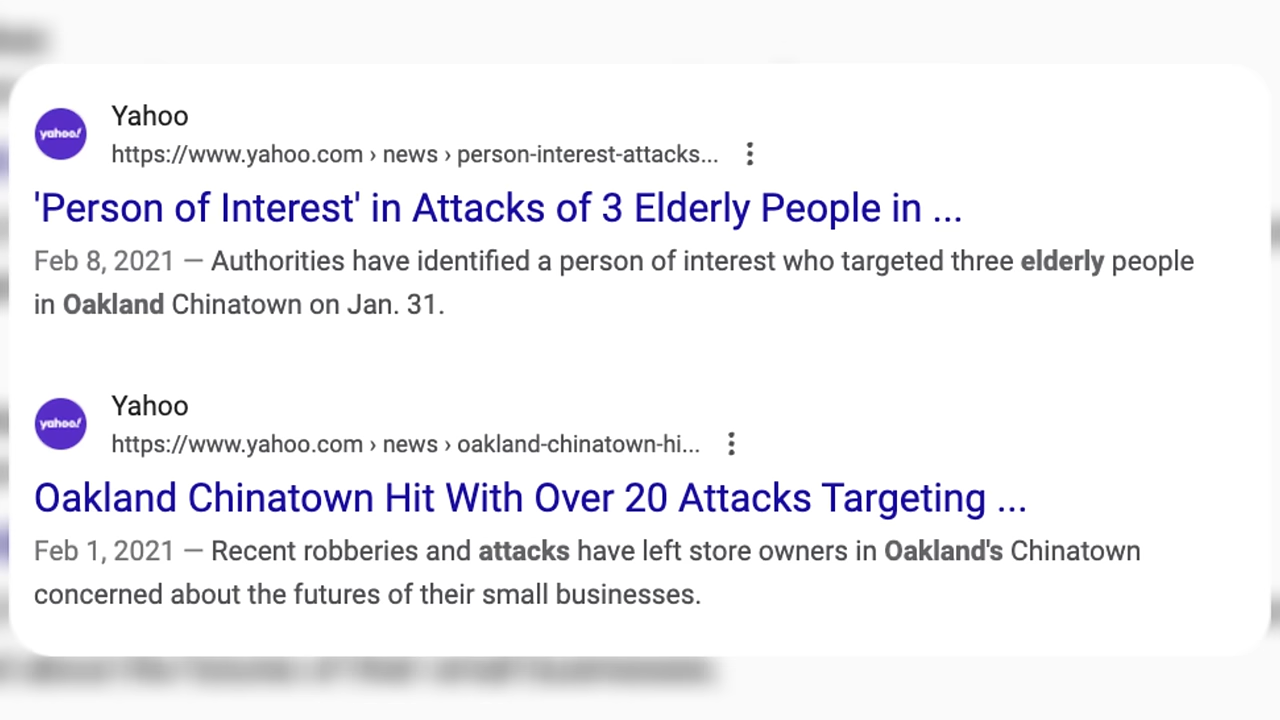 Yahoo
yahoo!
https://www.yahoo.com › news › person-interest-attacks...
'Person of Interest' in Attacks of 3 Elderly People in ...
Feb 8, 2021 — Authorities have identified a person of interest who targeted three elderly people
in Oakland Chinatown on Jan. 31.
Yahoo
yahoo!
https://www.yahoo.com › news › oakland-chinatown-hi...
Oakland Chinatown Hit With Over 20 Attacks Targeting ...
Feb 1, 2021 — Recent robberies and attacks have left store owners in Oakland's Chinatown
concerned about the futures of their small businesses.